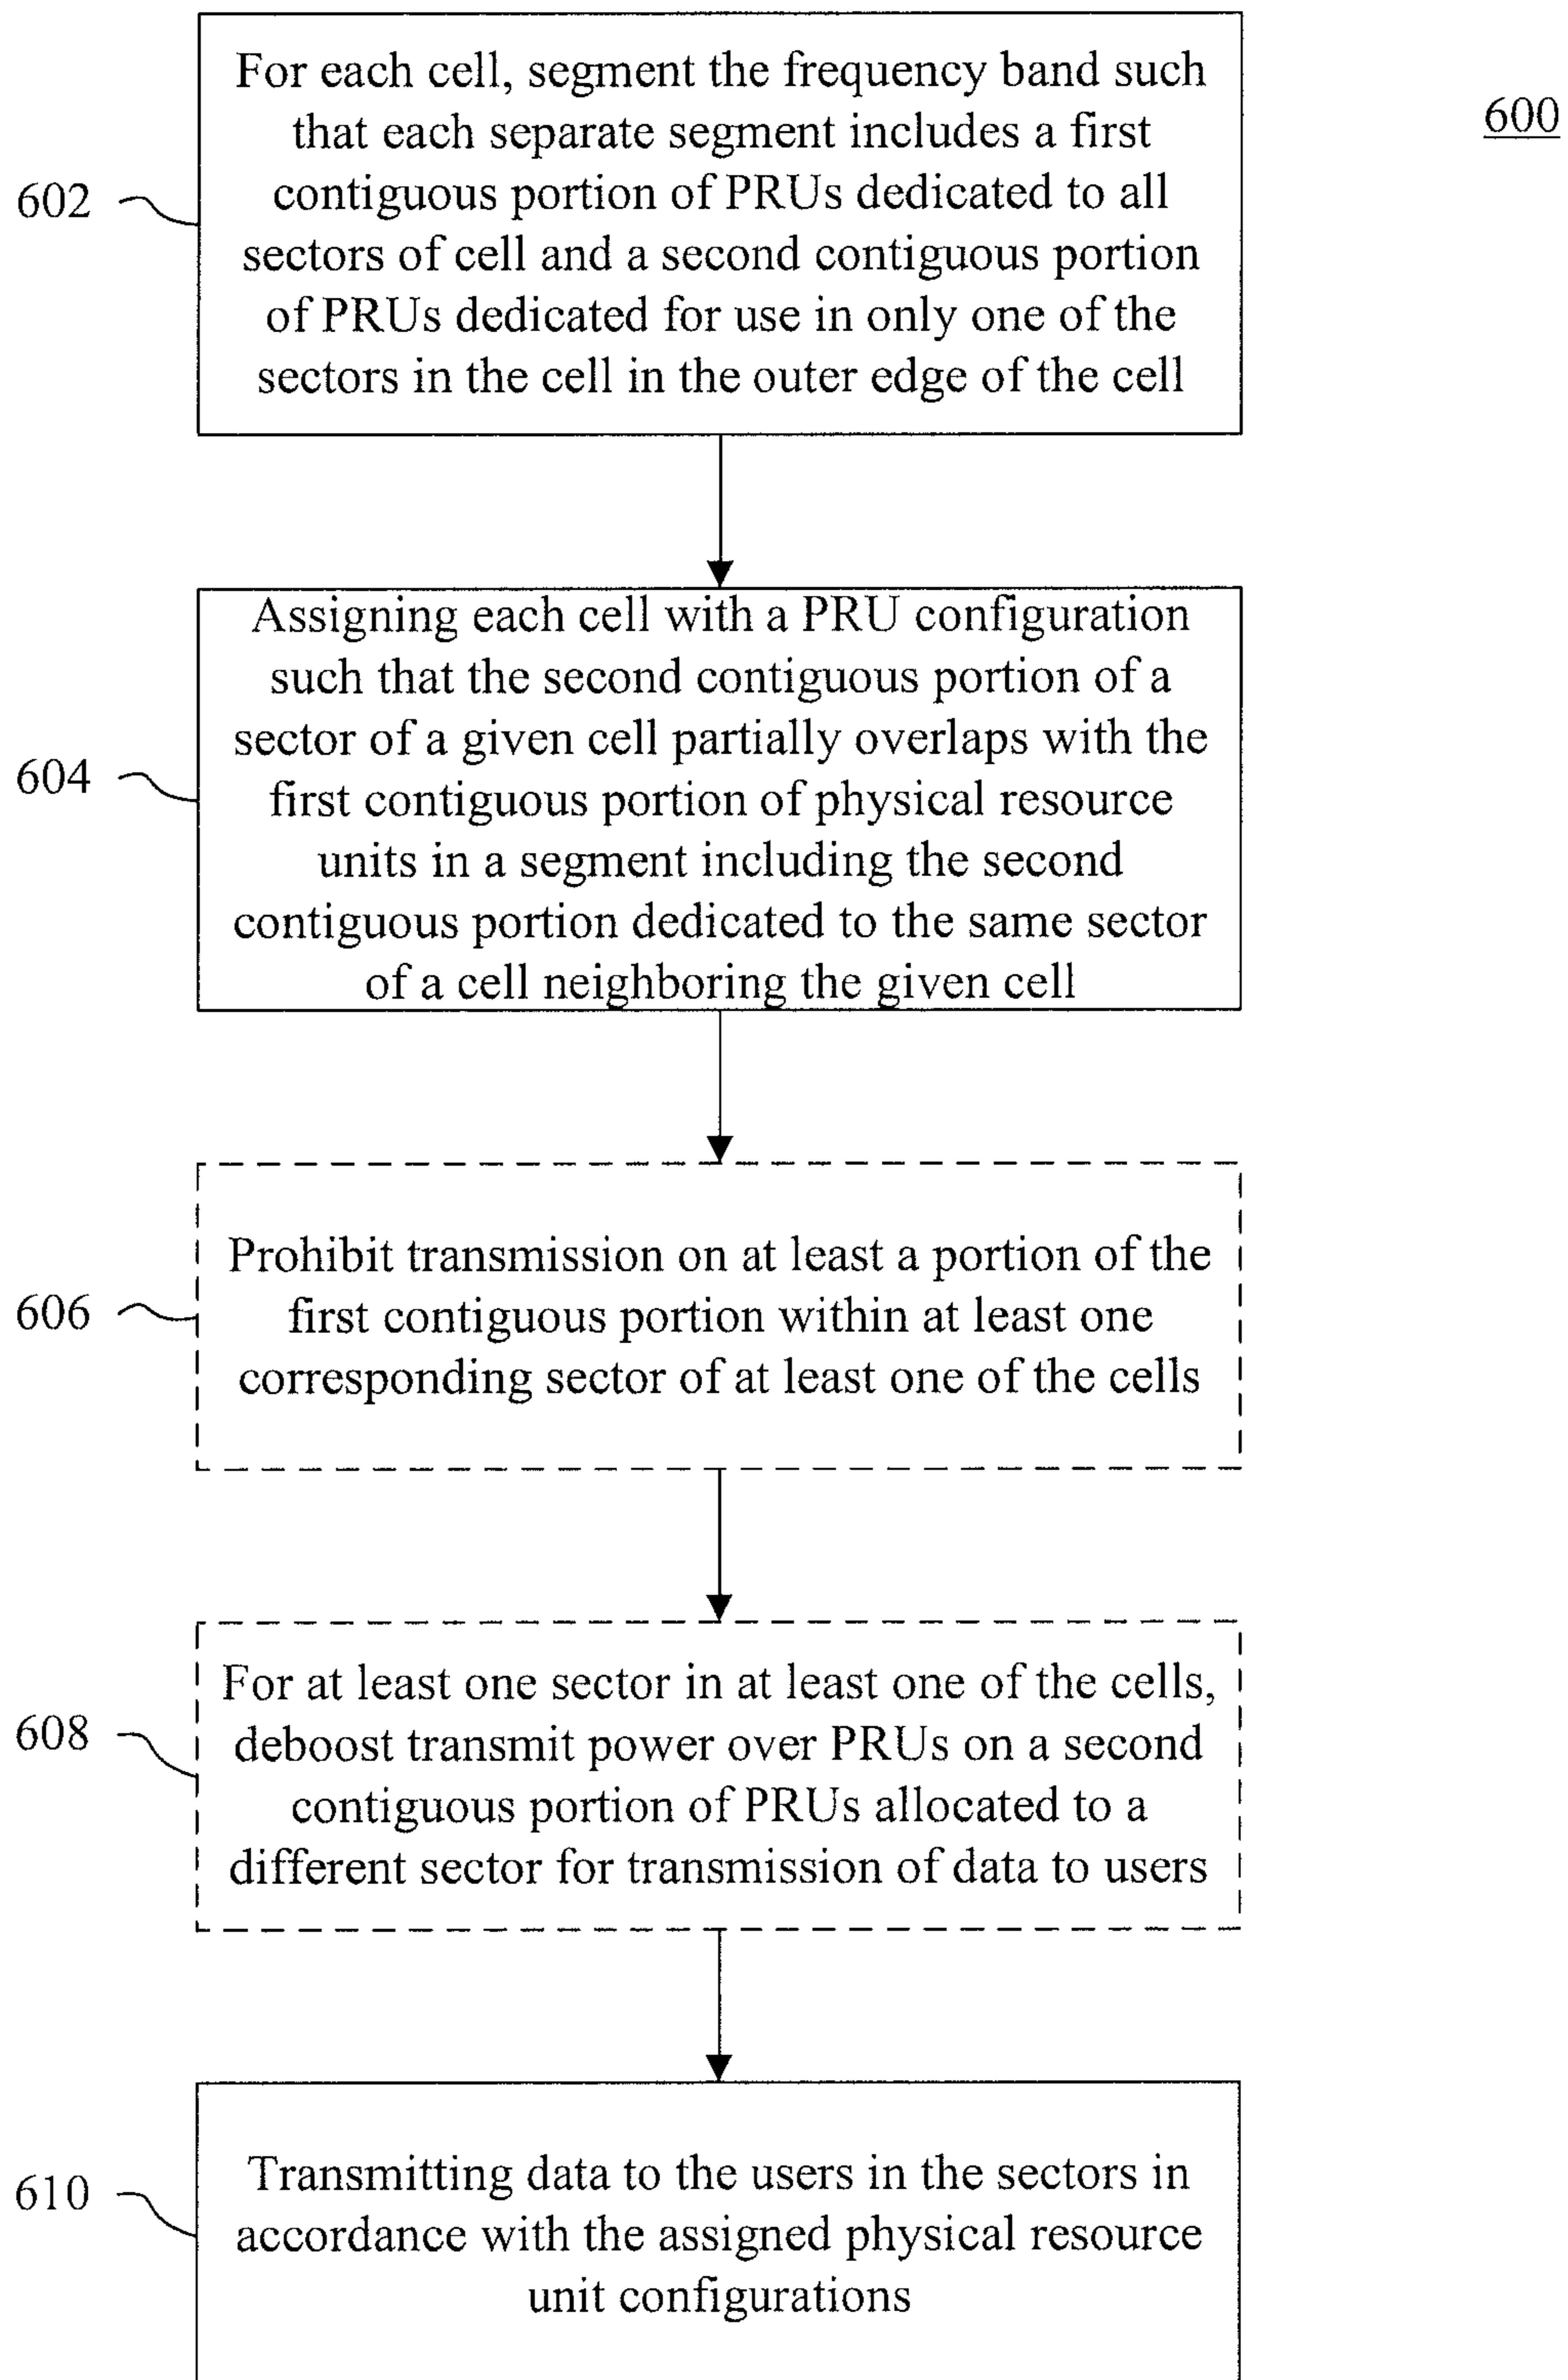 For each cell, segment the frequency band such
that each separate segment includes a first
contiguous portion of PRUs dedicated to all
sectors of cell and a second contiguous portion
of PRUs dedicated for use in only one of the
sectors in the cell in the outer edge of the cell
600
602
Assigning each cell with a PRU configuration
such that the second contiguous portion of a
sector of a given cell partially overlaps with the
first contiguous portion of physical resource
units in a segment including the second
contiguous portion dedicated to the same sector
of a cell neighboring the given cell
604
Prohibit transmission on at least a portion of the
first contiguous portion within at least one
corresponding sector of at least one of the cells
606
For at least one sector in at least one of the cells,
deboost transmit power over PRUs on a second
contiguous portion of PRUs allocated to a
different sector for transmission of data to users
608
Transmitting data to the users in the sectors in
accordance with the assigned physical resource
unit configurations
610